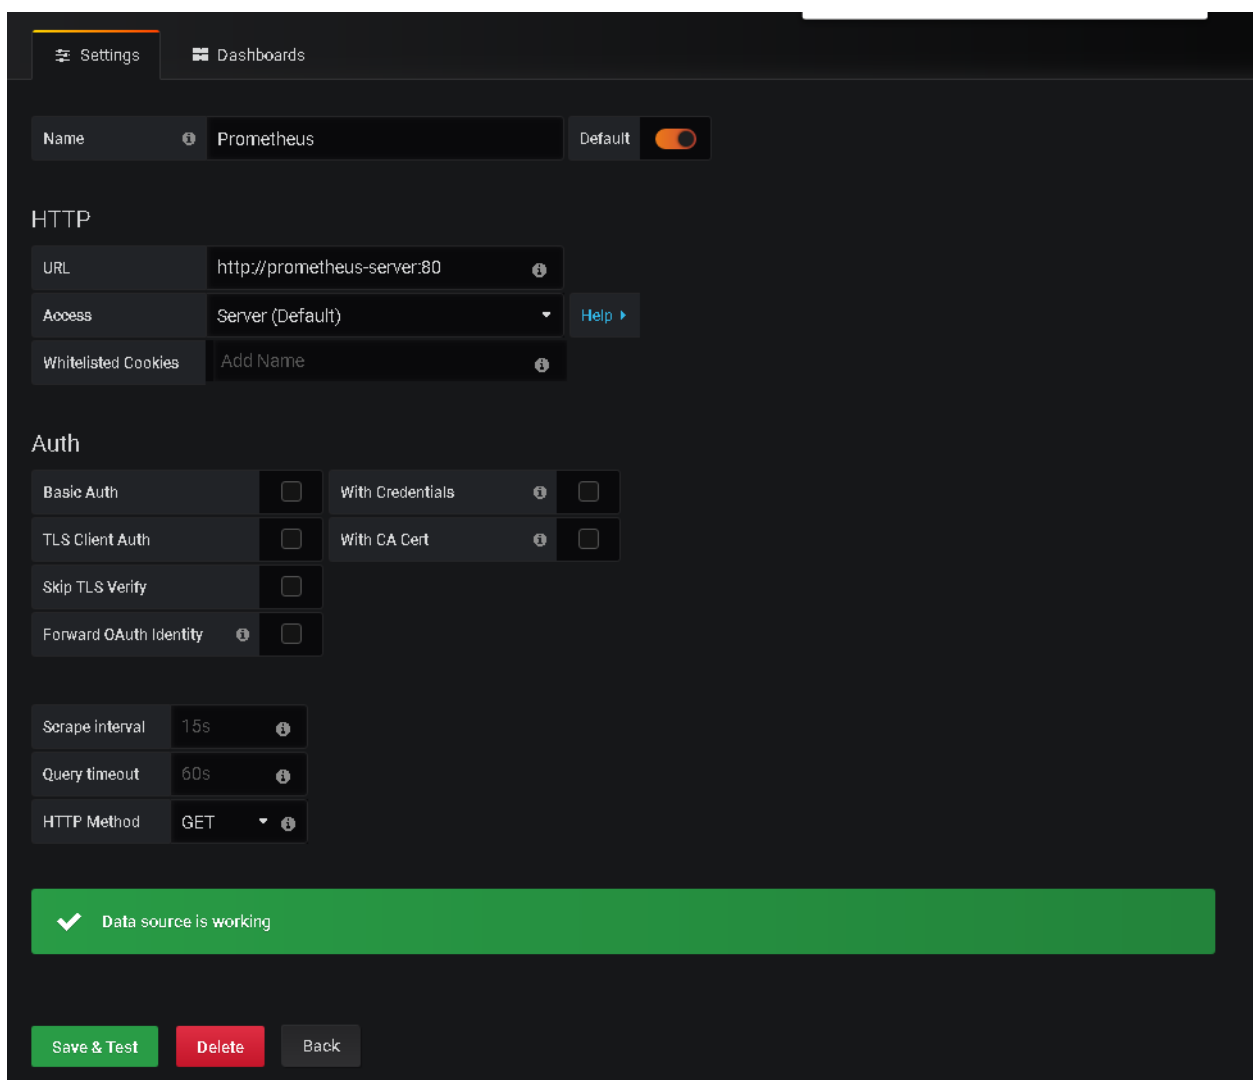 Settings Dashboards
Name Prometheus Default
HTTP
URL http://prometheus-server:80
Access Server (Default) Help
Whitelisted Cookies Add Name
Auth
Basic Auth With Credentials
TLS Client Auth With CA Cert
Skip TLS Verify
Forward OAuth Identity
Scrape interval 15s
Query timeout 60s
HTTP Method GET
Data source is working
Save & Test Delete Back